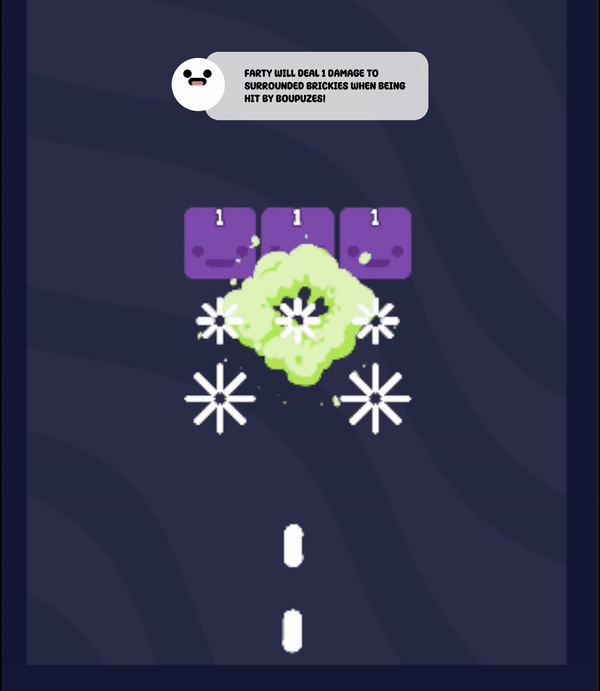 FARTY WILL DEAL 1 DAMAGE TO
SURROUNDED BRICKIES WHEN BEING
HIT BY BOUPUZES!
1 1 1